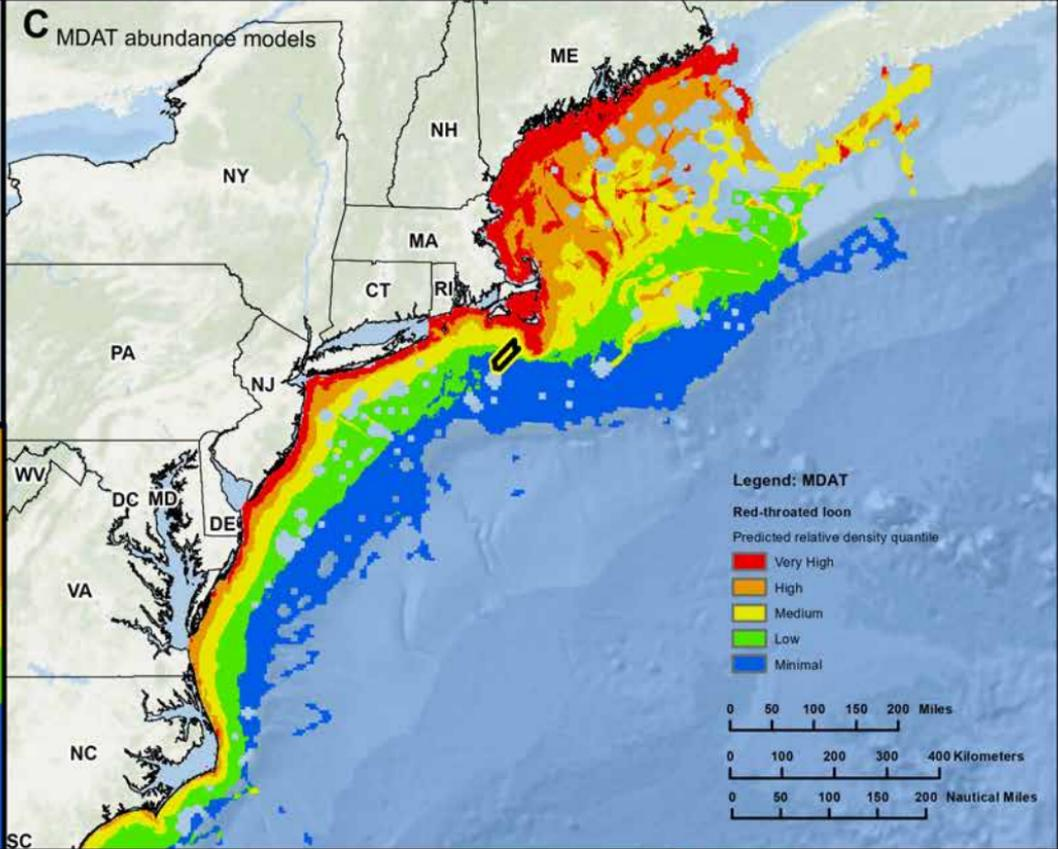 C MDAT abundance models
ME
NH
NY
MA
CT
RI
PA
NJ
WV
DC
MD
DE
VA
NC
SC
Legend: MDAT
Red-throated loon
Predicted relative density quantile
Very High
High
Medium
Low
Minimal
0 50 100 150 200 Miles
0 100 200 300 400 Kilometers
0 50 100 150 200 Nautical Miles